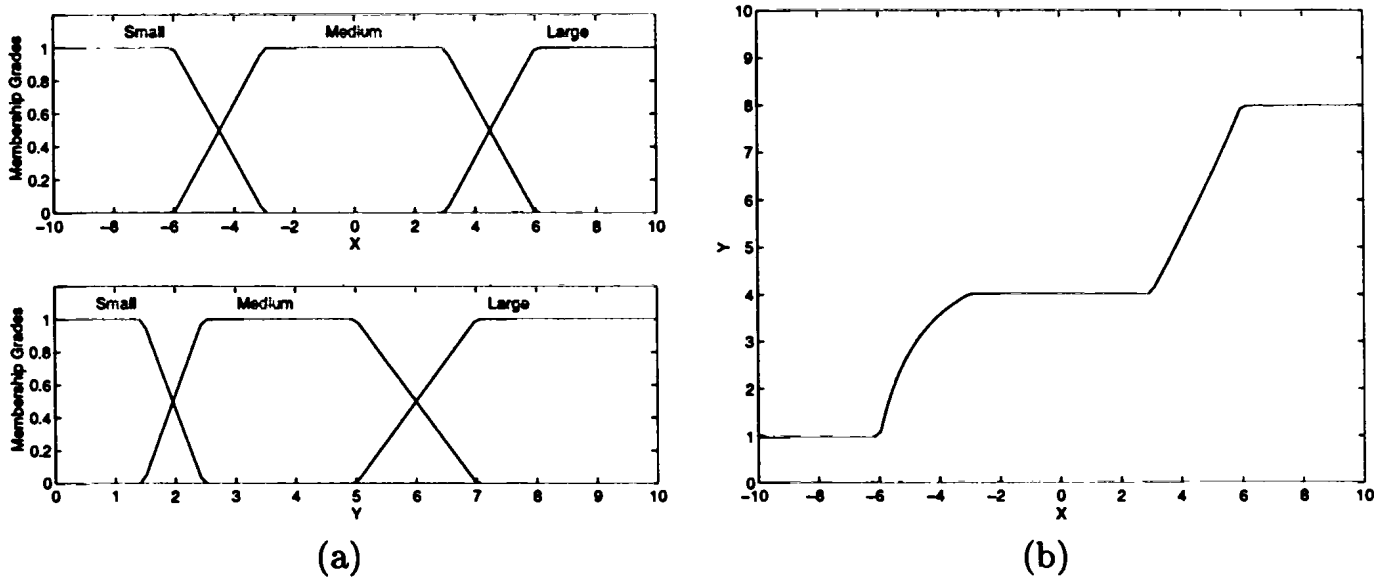 Small Medium Large
Membership Grades
1
0.8
0.6
0.4
0.2
0
-10 -8 -6 -4 -2 0 2 4 6 8 10
X
Small Medium Large
Membership Grades
1
0.8
0.6
0.4
0.2
0
0 1 2 3 4 5 6 7 8 9 10
Y
(a)
10
9
8
7
6
5
4
3
2
1
0
Y
-10 -8 -6 -4 -2 0 2 4 6 8 10
X
(b)